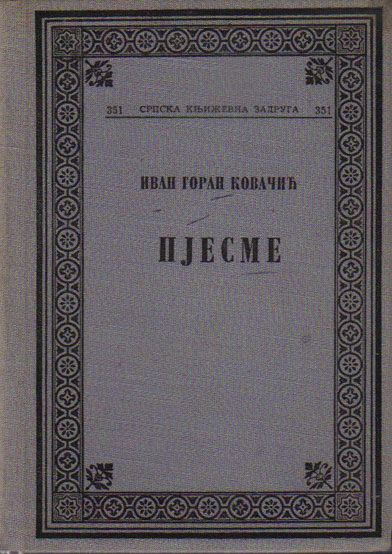 351 СРПСКА КЊИЖЕВНА ЗАДРУГА 351
ИВАН ГОРАН КОВАЧИЋ
ПЈЕСМЕ